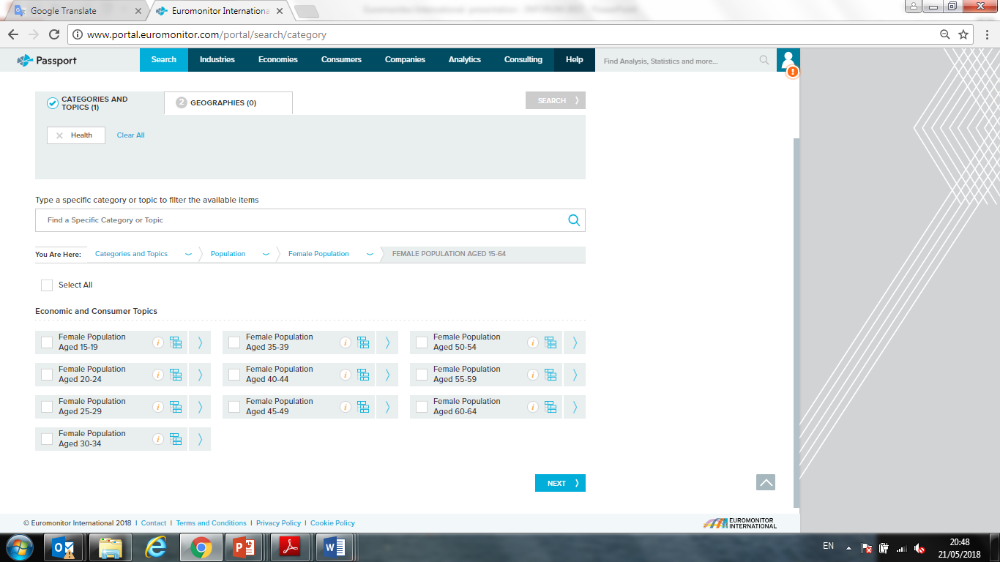 Google Translate
Euromonitor Internationa
www.portal.euromonitor.com/portal/search/category
Passport
Search
Industries
Economies
Consumers
Companies
Analytics
Consulting
Help
Find Analysis, Statistics and more...
CATEGORIES AND
TOPICS (1)
2
GEOGRAPHIES (0)
SEARCH
Health
Clear All
Type a specific category or topic to filter the available items
Find a Specific Category or Topic
You Are Here:
Categories and Topics
Population
Female Population
FEMALE POPULATION AGED 15-64
Select All
Economic and Consumer Topics
Female Population
Aged 15-19
Female Population
Aged 35-39
Female Population
Aged 50-54
Female Population
Aged 20-24
Female Population
Aged 40-44
Female Population
Aged 55-59
Female Population
Aged 25-29
Female Population
Aged 45-49
Female Population
Aged 60-64
Female Population
Aged 30-34
NEXT
© Euromonitor International 2018 | Contact | Terms and Conditions | Privacy Policy | Cookie Policy
EUROMONITOR
INTERNATIONAL
EN
20:48
21/05/2018